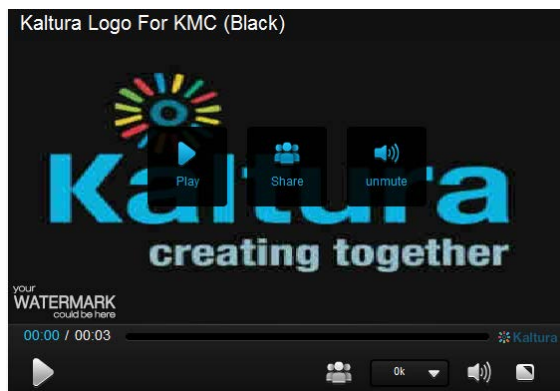 Kaltura Logo For KMC (Black)
Kaltura
Play
Share
unmute
creating together
your
WATERMARK
could be here
00:00 / 00:03
Kaltura
0k